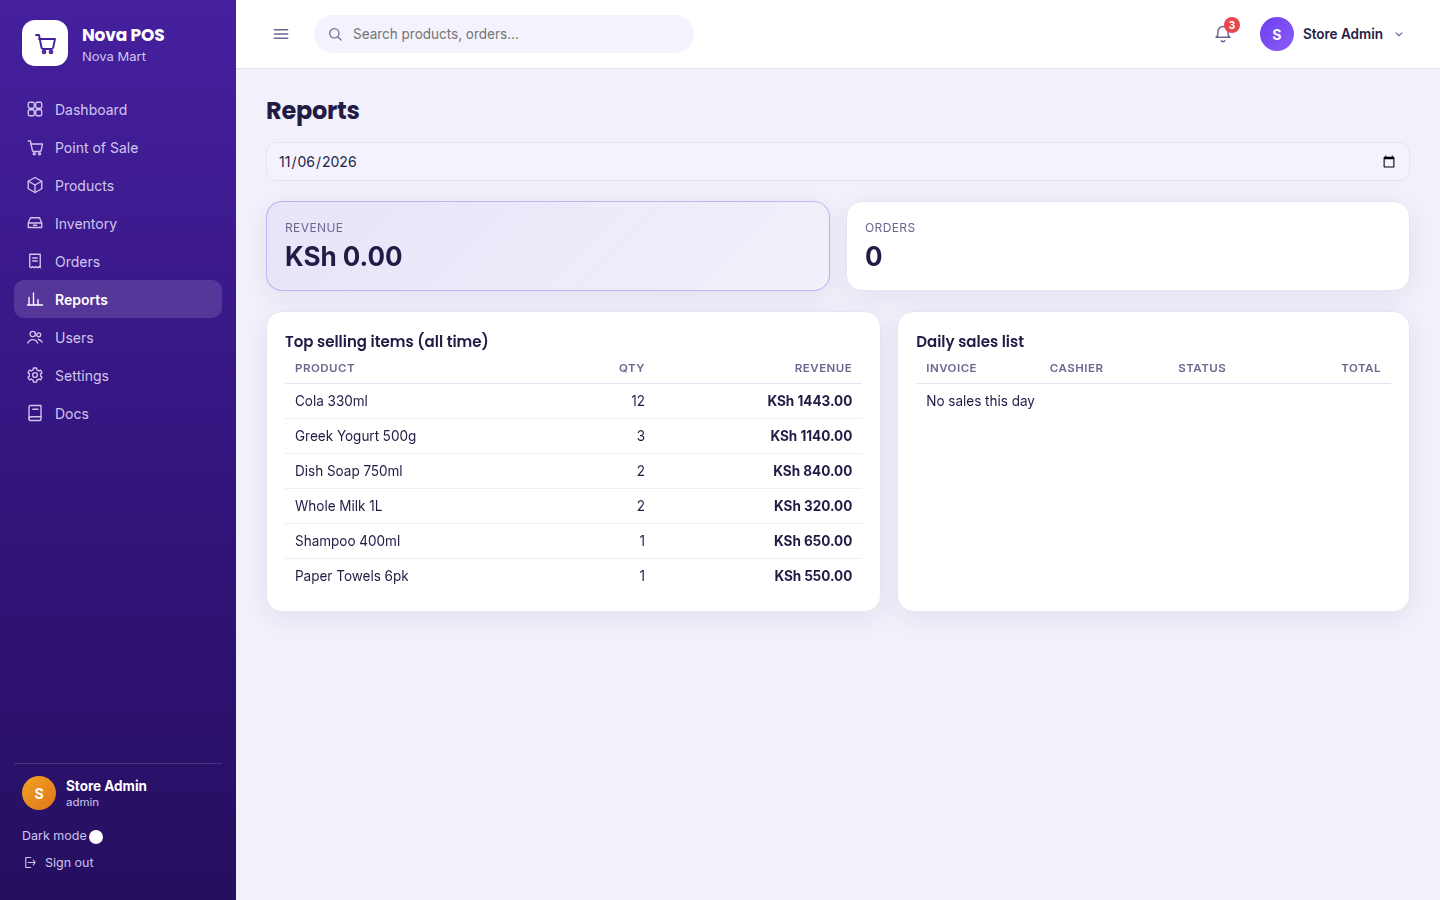 Nova POS
Nova Mart
Dashboard
Point of Sale
Products
Inventory
Orders
Reports
Users
Settings
Docs
S
Store Admin
admin
Dark mode
Sign out
Search products, orders...
3
S Store Admin
Reports
11/06/2026
REVENUE
KSh 0.00
ORDERS
0
Top selling items (all time)
PRODUCT QTY REVENUE
Cola 330ml 12 KSh 1443.00
Greek Yogurt 500g 3 KSh 1140.00
Dish Soap 750ml 2 KSh 840.00
Whole Milk 1L 2 KSh 320.00
Shampoo 400ml 1 KSh 650.00
Paper Towels 6pk 1 KSh 550.00
Daily sales list
INVOICE CASHIER STATUS TOTAL
No sales this day